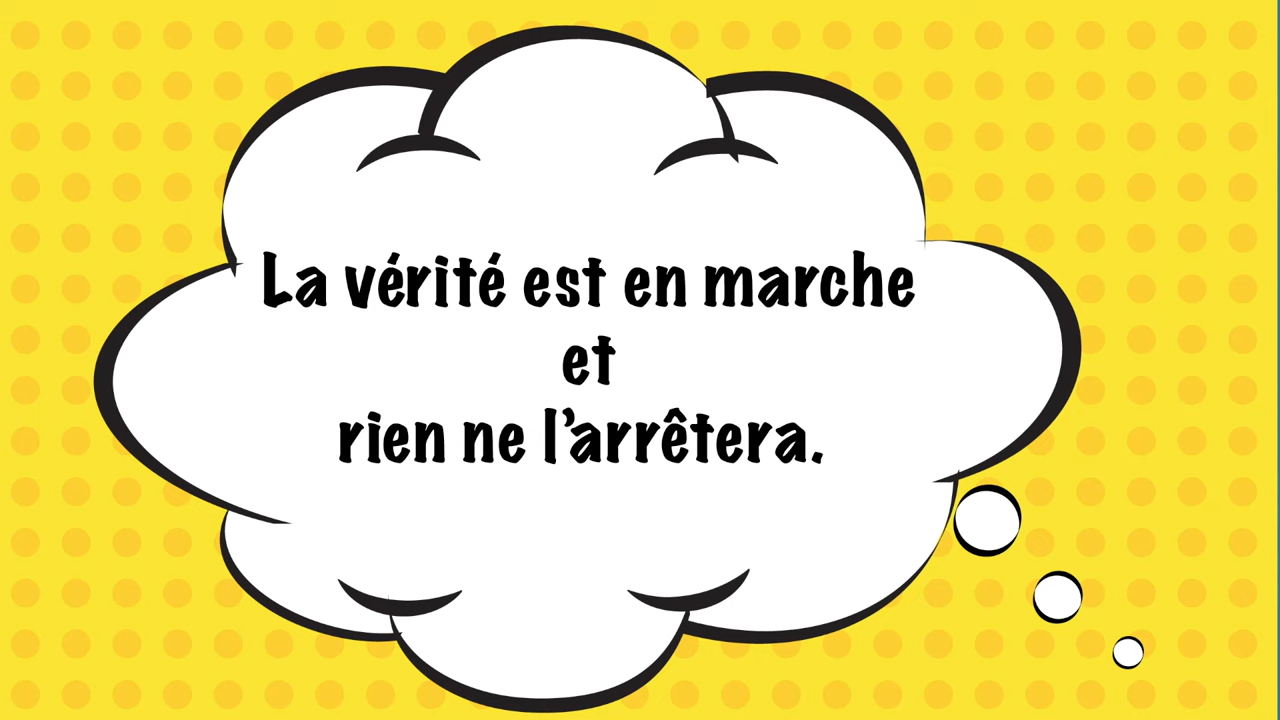 La vérité est en marche
et
rien ne l’arrêtera.